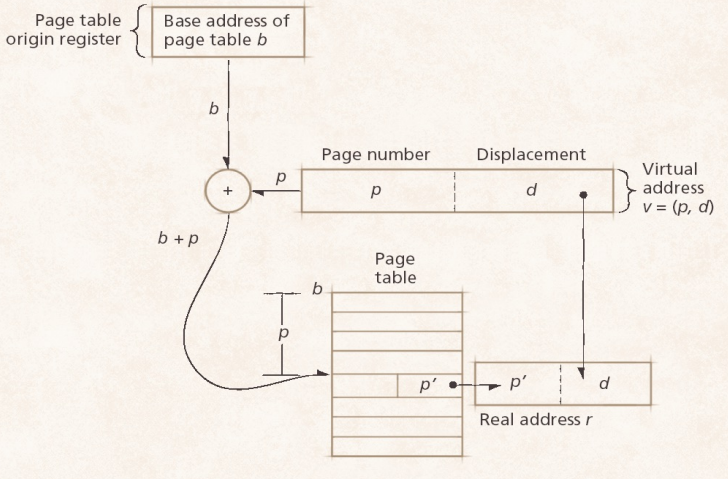 Page table
origin register
Base address of
page table b
b
Page number
Displacement
+
p
p
d
Virtual
address
v = (p, d)
b + p
Page
table
b
p
p′
p′
d
Real address r